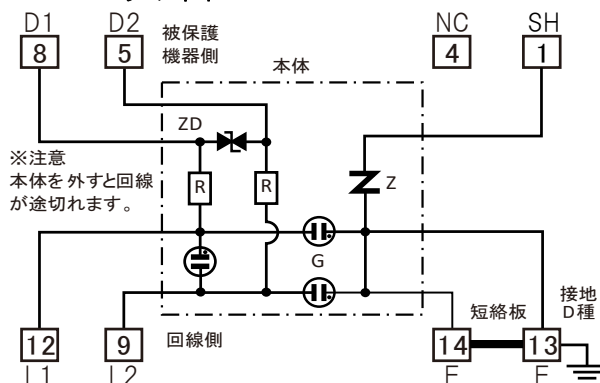 D1 D2 NC SH
8 5 4 1
被保護
機器側
本体
ZD
※注意
本体を外すと回線
が途切れます。
R R Z
G
回線側
短絡板
接地
D種
12 9 14 13
L1 L2 E E